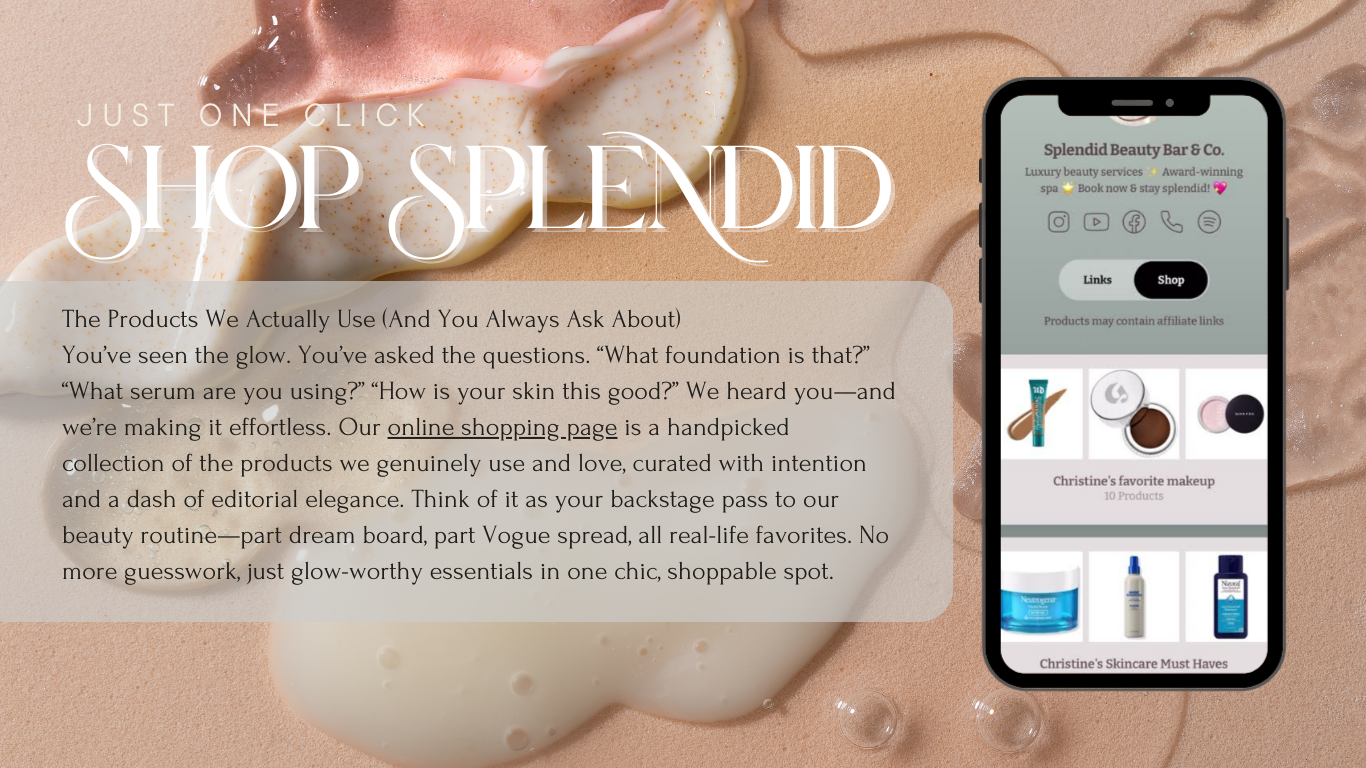 JUST ONE CLICK
SHOP SPLENDID
The Products We Actually Use (And You Always Ask About)
You’ve seen the glow. You’ve asked the questions. “What foundation is that?”
“What serum are you using?” “How is your skin this good?” We heard you—and
we’re making it effortless. Our online shopping page is a handpicked
collection of the products we genuinely use and love, curated with intention
and a dash of editorial elegance. Think of it as your backstage pass to our
beauty routine—part dream board, part Vogue spread, all real-life favorites. No
more guesswork, just glow-worthy essentials in one chic, shoppable spot.
Splendid Beauty Bar & Co.
Luxury beauty services ✨ Award-winning
spa 🌟 Book now & stay splendid! 💖
Links Shop
Products may contain affiliate links
Christine's favorite makeup
10 Products
Neutrogena
Christine's Skincare Must Haves